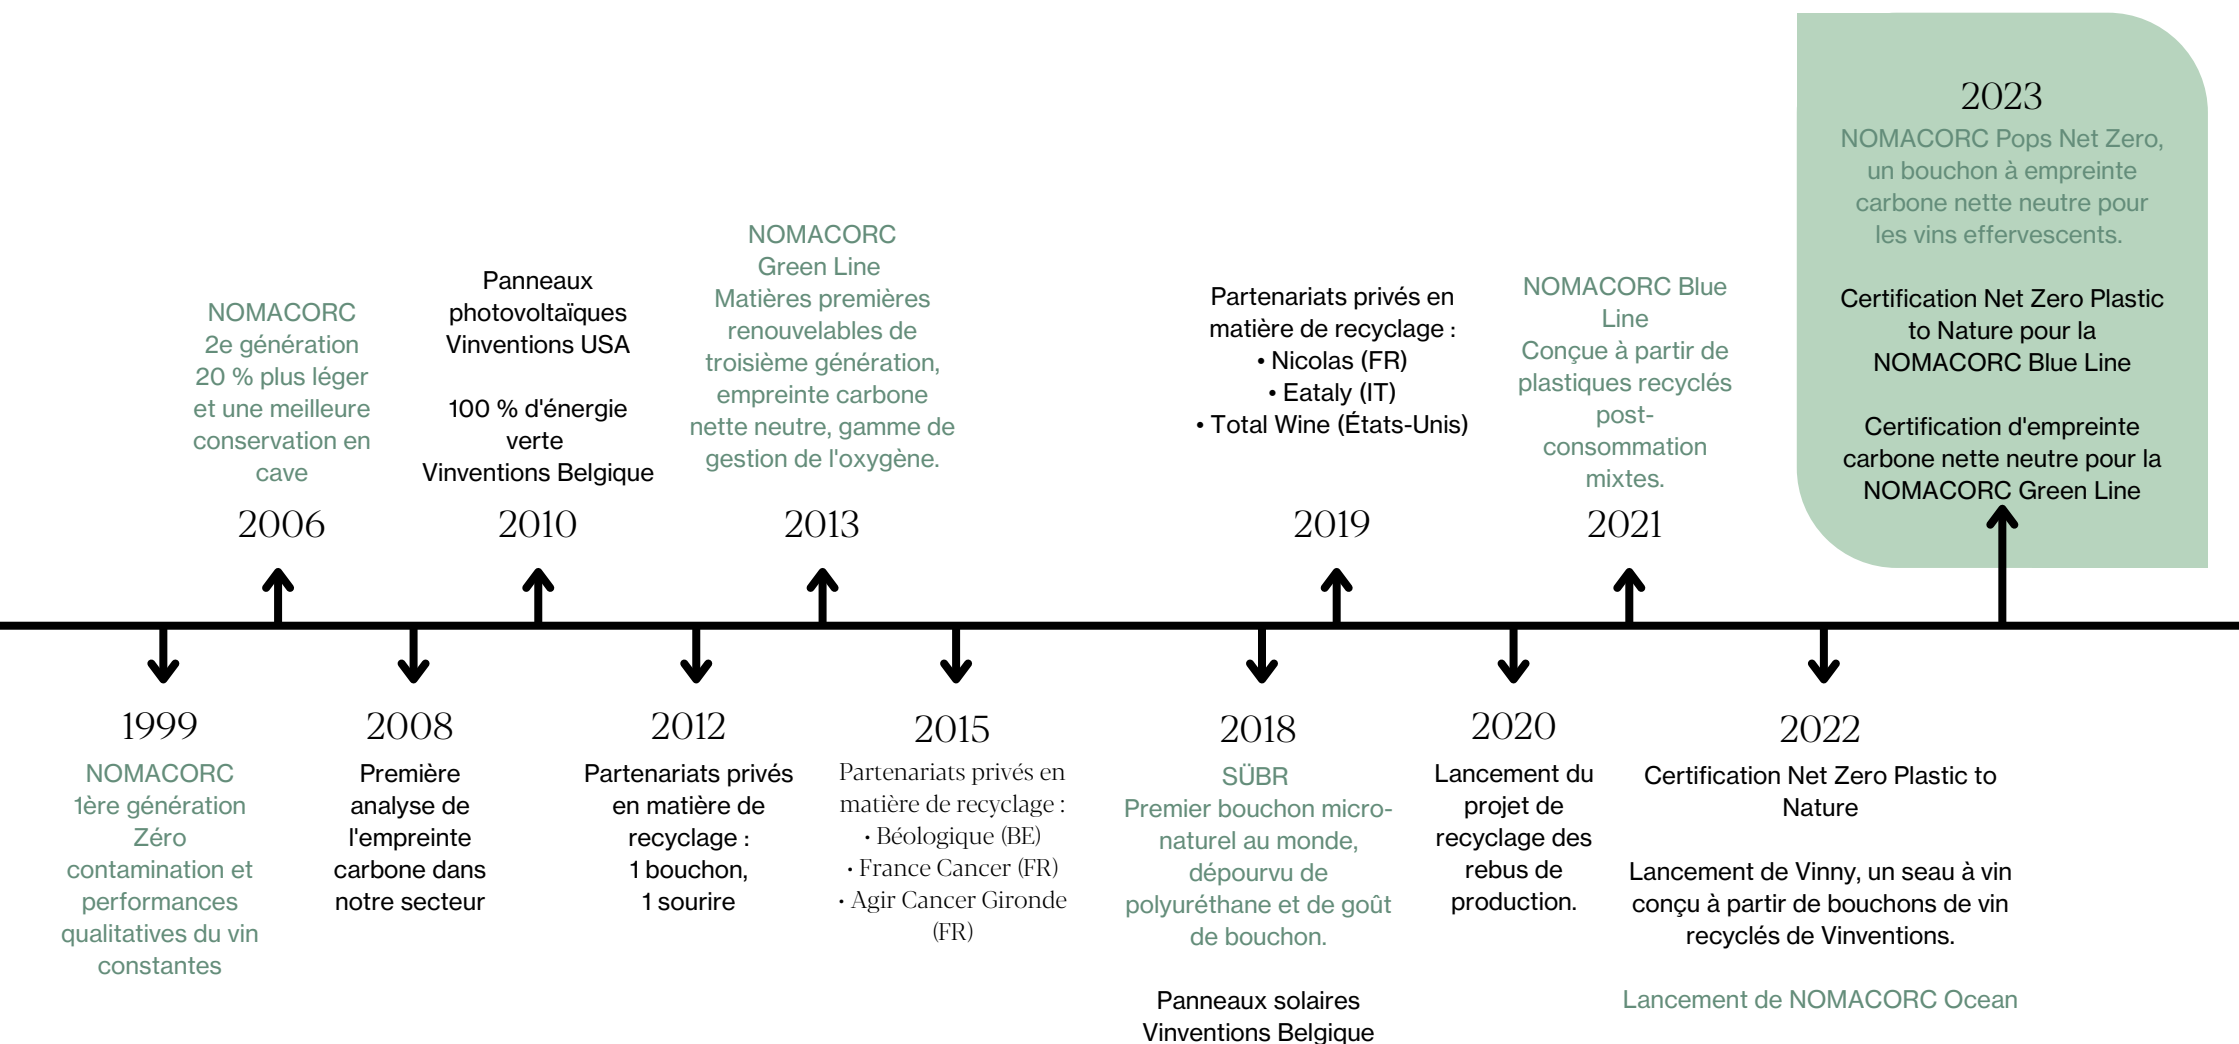 1999
NOMACORC
1ère génération
Zéro
contamination et
performances
qualitatives du vin
constantes
NOMACORC
2e génération
20 % plus léger
et une meilleure
conservation en
cave
2006
2008
Première
analyse de
l'empreinte
carbone dans
notre secteur
Panneaux
photovoltaïques
Vinventions USA
100 % d'énergie
verte
Vinventions Belgique
2010
2012
Partenariats privés
en matière de
recyclage :
1 bouchon,
1 sourire
NOMACORC
Green Line
Matières premières
renouvelables de
troisième génération,
empreinte carbone
nette neutre, gamme de
gestion de l'oxygène.
2013
2015
Partenariats privés en
matière de recyclage :
• Béologique (BE)
• France Cancer (FR)
• Agir Cancer Gironde
(FR)
2018
SÜBR
Premier bouchon micro-
naturel au monde,
dépourvu de
polyuréthane et de goût
de bouchon.
Panneaux solaires
Vinventions Belgique
Partenariats privés en
matière de recyclage :
• Nicolas (FR)
• Eataly (IT)
• Total Wine (États-Unis)
2019
2020
Lancement du
projet de
recyclage des
rebus de
production.
NOMACORC Blue
Line
Conçue à partir de
plastiques recyclés
post-
consommation
mixtes.
2021
2022
Certification Net Zero Plastic to
Nature
Lancement de Vinny, un seau à vin
conçu à partir de bouchons de vin
recyclés de Vinventions.
Lancement de NOMACORC Ocean
2023
NOMACORC Pops Net Zero,
un bouchon à empreinte
carbone nette neutre pour
les vins effervescents.
Certification Net Zero Plastic
to Nature pour la
NOMACORC Blue Line
Certification d'empreinte
carbone nette neutre pour la
NOMACORC Green Line